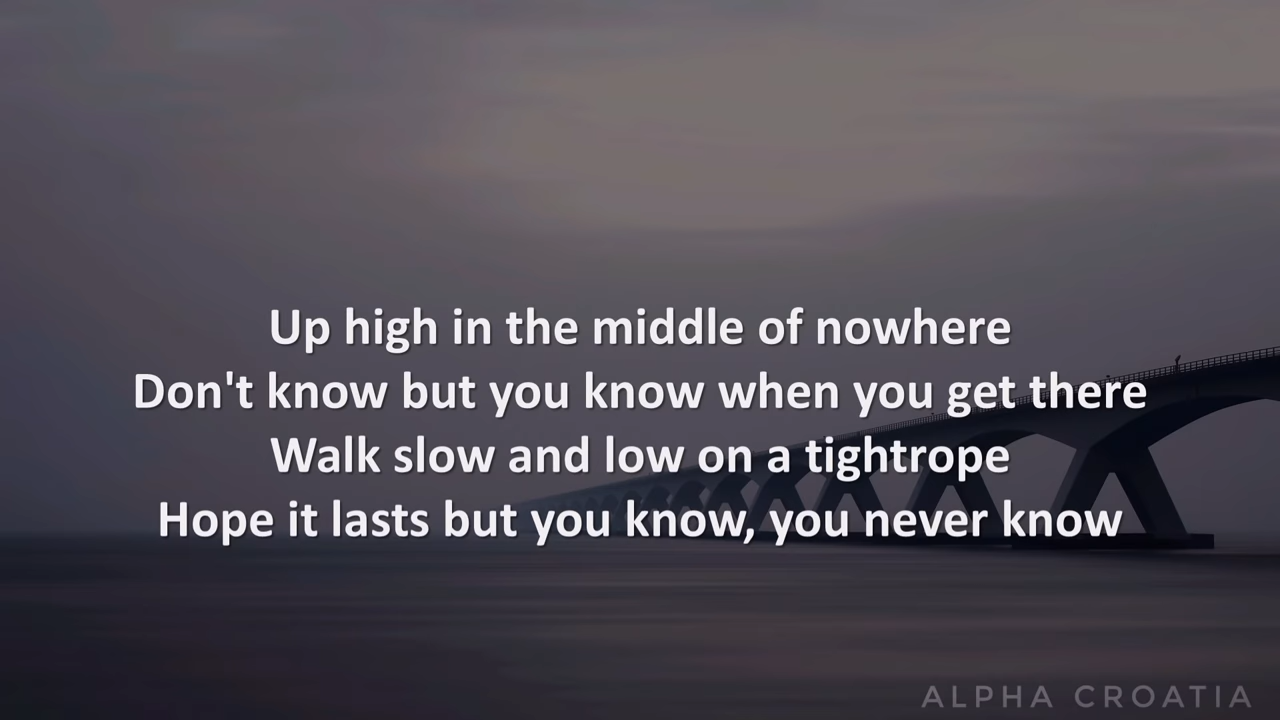 Up high in the middle of nowhere
Don't know but you know when you get there
Walk slow and low on a tightrope
Hope it lasts but you know, you never know
ALPHA CROATIA